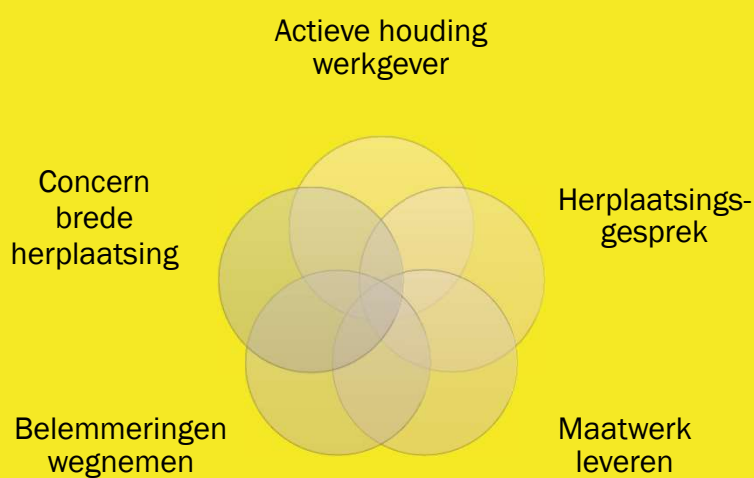 Actieve houding
werkgever
Concern
brede
herplaatsing
Herplaatsings-
gesprek
Belemmeringen
wegnemen
Maatwerk
leveren